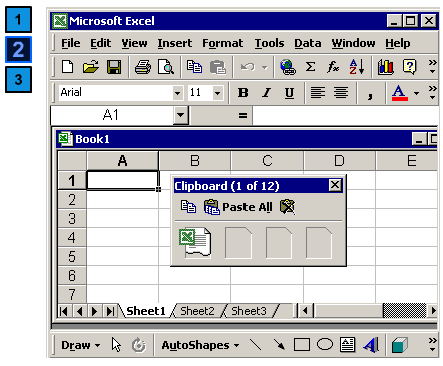 1
2
3
Microsoft Excel
File Edit View Insert Format Tools Data Window Help
Arial 11 B I U A
A1 =
Book1
A B C D E
Clipboard (1 of 12)
Paste All
1
2
3
4
5
6
7
Sheet1 Sheet2 Sheet3
Draw AutoShapes